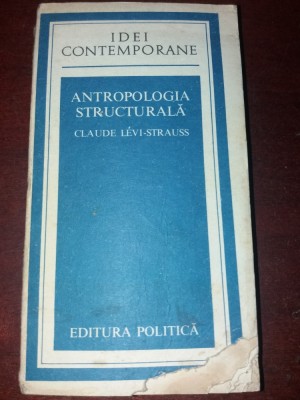 IDEI
CONTEMPORANE
ANTROPOLOGIA
STRUCTURALĂ
CLAUDE LÉVI-STRAUSS
EDITURA POLITICĂ